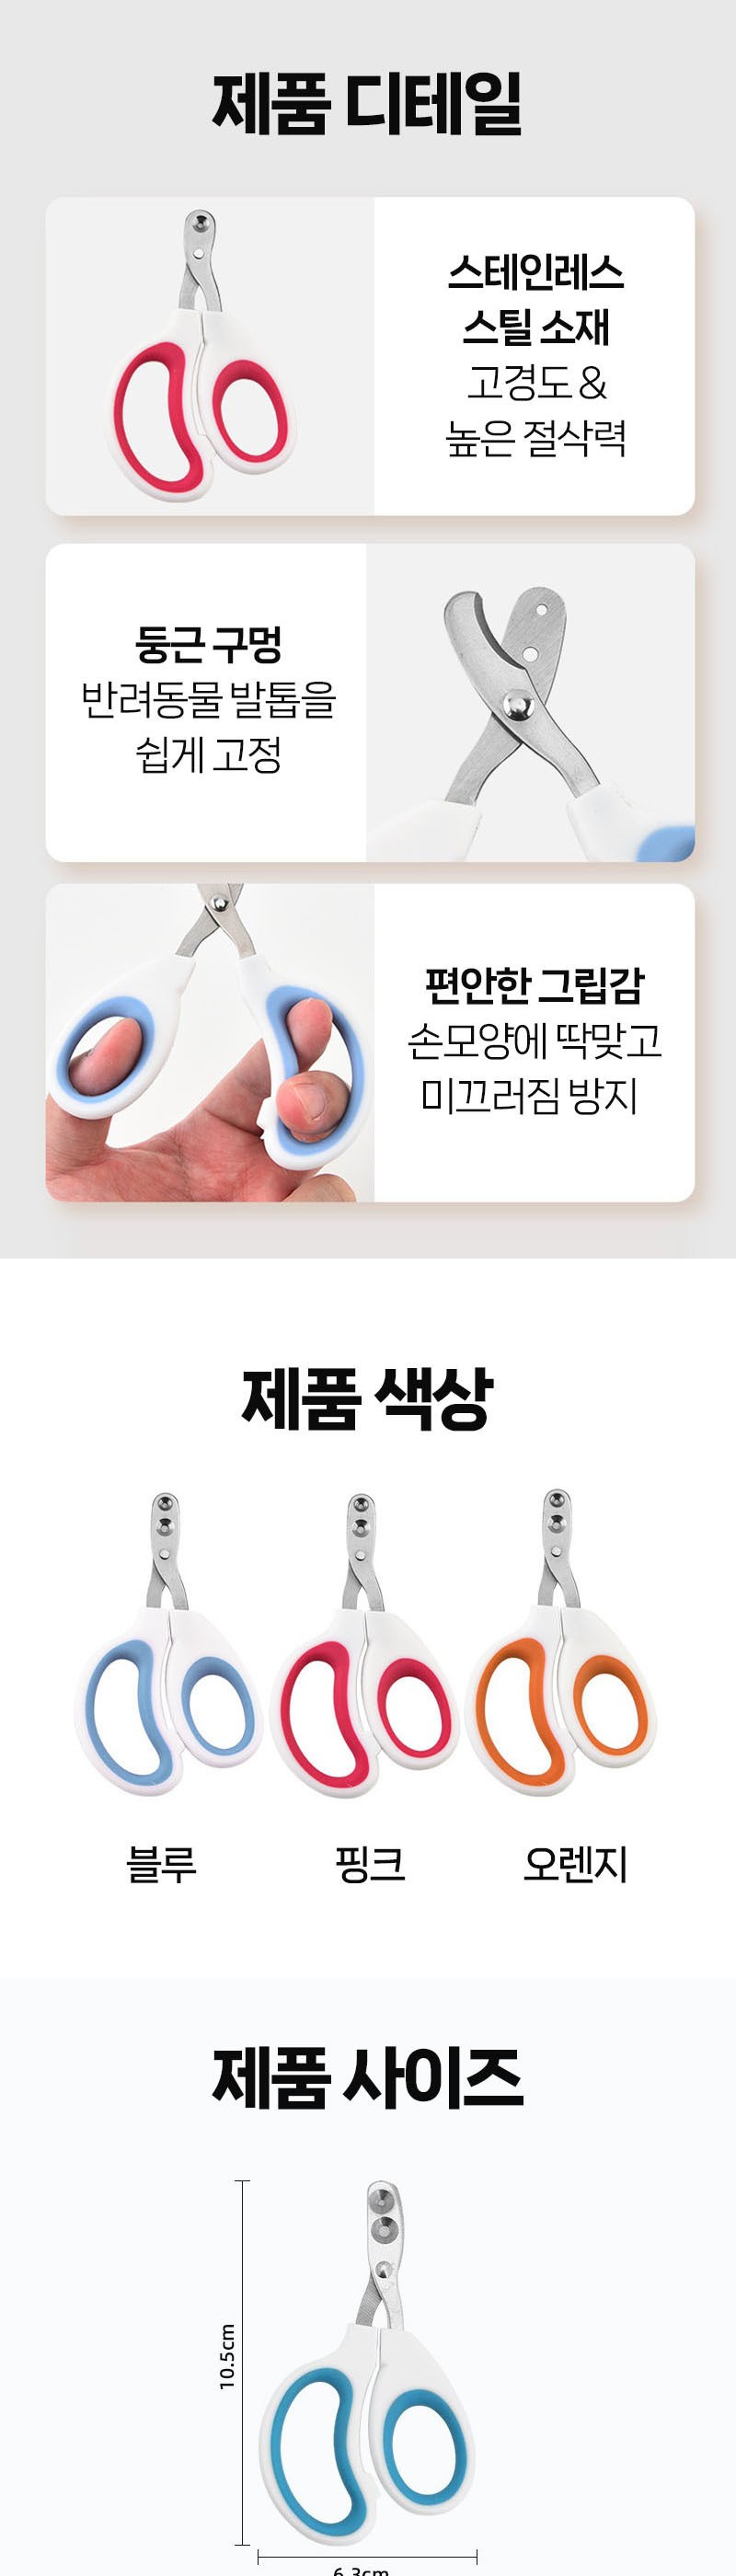 제품 디테일
스테인레스
스틸 소재
고경도 &
높은 절삭력
둥근 구멍
반려동물 발톱을
쉽게 고정
편안한 그립감
손모양에 딱맞고
미끄러짐 방지
제품 색상
블루
핑크
오렌지
제품 사이즈
10.5cm
6.3cm